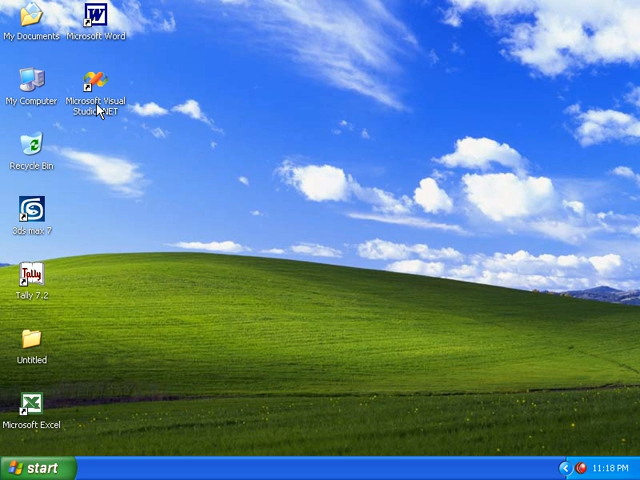 My Documents
Microsoft Word
My Computer
Microsoft Visual
Studio .NET
Recycle Bin
3ds max 7
Tally
Tally 7.2
Untitled
Microsoft Excel
start
11:18 PM